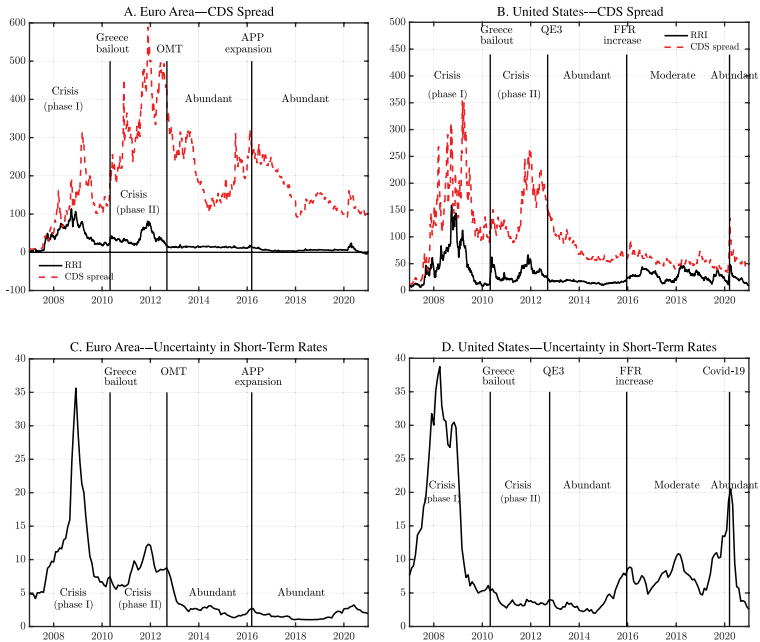 A. Euro Area—CDS Spread
600
500
400
300
200
100
0
-100
Greece
bailout
OMT
APP
expansion
Crisis
(phase I)
Crisis
(phase II)
Abundant
Abundant
RRI
CDS spread
2008
2010
2012
2014
2016
2018
2020
B. United States—CDS Spread
500
450
400
350
300
250
200
150
100
50
0
Greece
bailout
QE3
FFR
increase
RRI
CDS spread
Crisis
(phase I)
Crisis
(phase II)
Abundant
Moderate
Abundant
2007
2008
2010
2012
2014
2016
2018
2020
C. Euro Area—Uncertainty in Short-Term Rates
40
35
30
25
20
15
10
5
0
Greece
bailout
OMT
APP
expansion
Crisis
(phase I)
Crisis
(phase II)
Abundant
Abundant
2008
2010
2012
2014
2016
2018
2020
D. United States—Uncertainty in Short-Term Rates
40
35
30
25
20
15
10
5
0
Greece
bailout
QE3
FFR
increase
Covid-19
Crisis
(phase I)
Crisis
(phase II)
Abundant
Moderate
Abundant
2007
2008
2010
2012
2014
2016
2018
2020